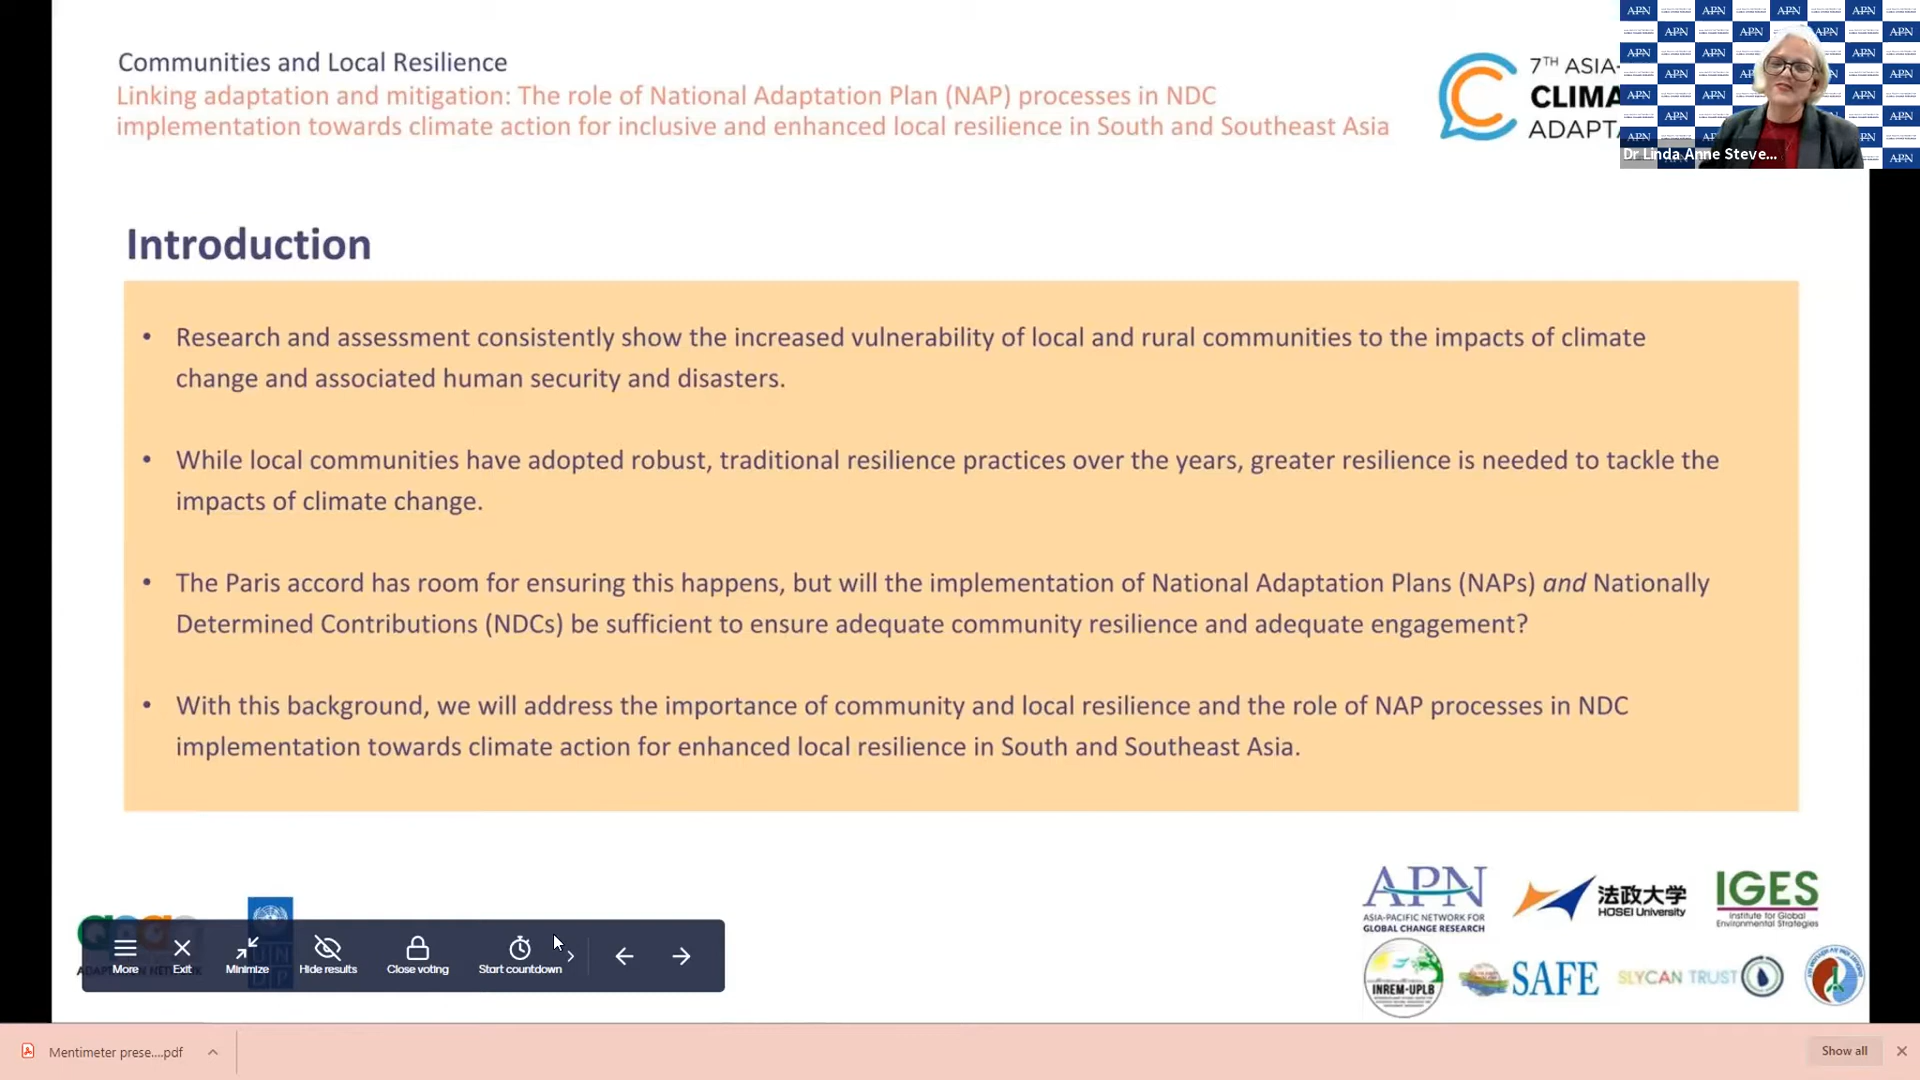 Communities and Local Resilience
Linking adaptation and mitigation: The role of National Adaptation Plan (NAP) processes in NDC
implementation towards climate action for inclusive and enhanced local resilience in South and Southeast Asia
7TH ASIA-
CLIMA
ADAPTA
APN
Dr Linda Anne Steve...
Introduction
• Research and assessment consistently show the increased vulnerability of local and rural communities to the impacts of climate
change and associated human security and disasters.
• While local communities have adopted robust, traditional resilience practices over the years, greater resilience is needed to tackle the
impacts of climate change.
• The Paris accord has room for ensuring this happens, but will the implementation of National Adaptation Plans (NAPs) and Nationally
Determined Contributions (NDCs) be sufficient to ensure adequate community resilience and adequate engagement?
• With this background, we will address the importance of community and local resilience and the role of NAP processes in NDC
implementation towards climate action for enhanced local resilience in South and Southeast Asia.
APN
ASIA-PACIFIC NETWORK FOR
GLOBAL CHANGE RESEARCH
法政大学
HOSEI University
IGES
Institute for Global
Environmental Strategies
INREM-UPLB
SAFE
SLYCAN TRUST
More
Exit
Minimize
Hide results
Close voting
Start countdown
Mentimeter prese....pdf
Show all